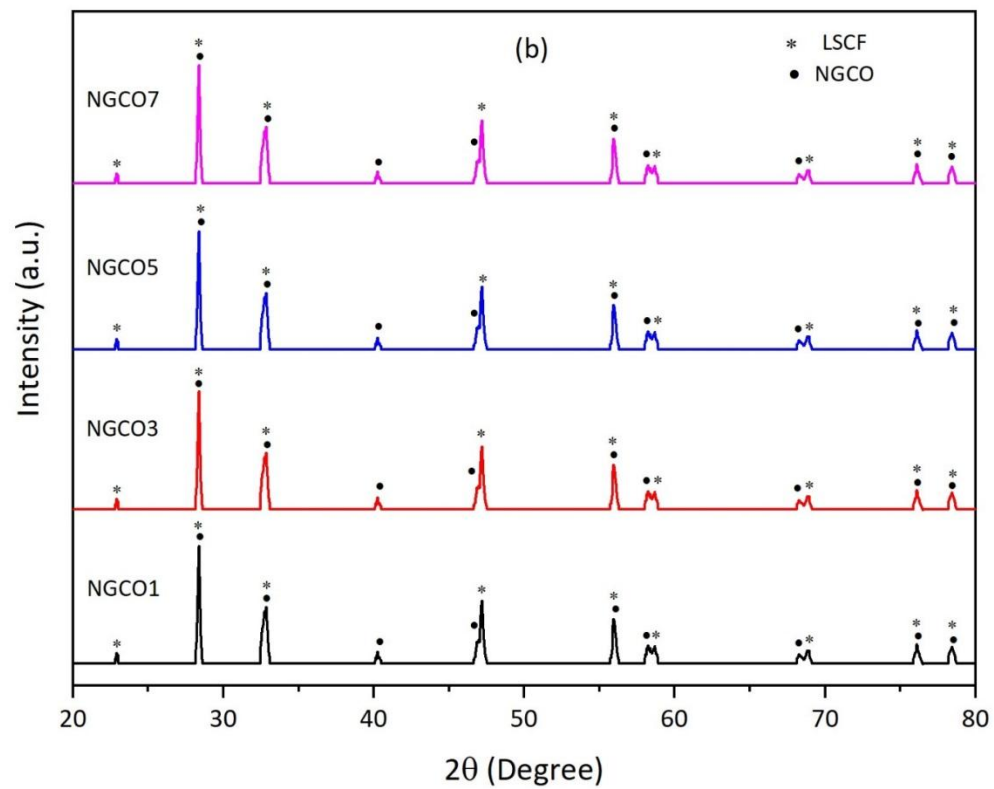 (b)
* LSCF
• NGCO
NGCO7
NGCO5
NGCO3
NGCO1
Intensity (a.u.)
20 30 40 50 60 70 80
2θ (Degree)